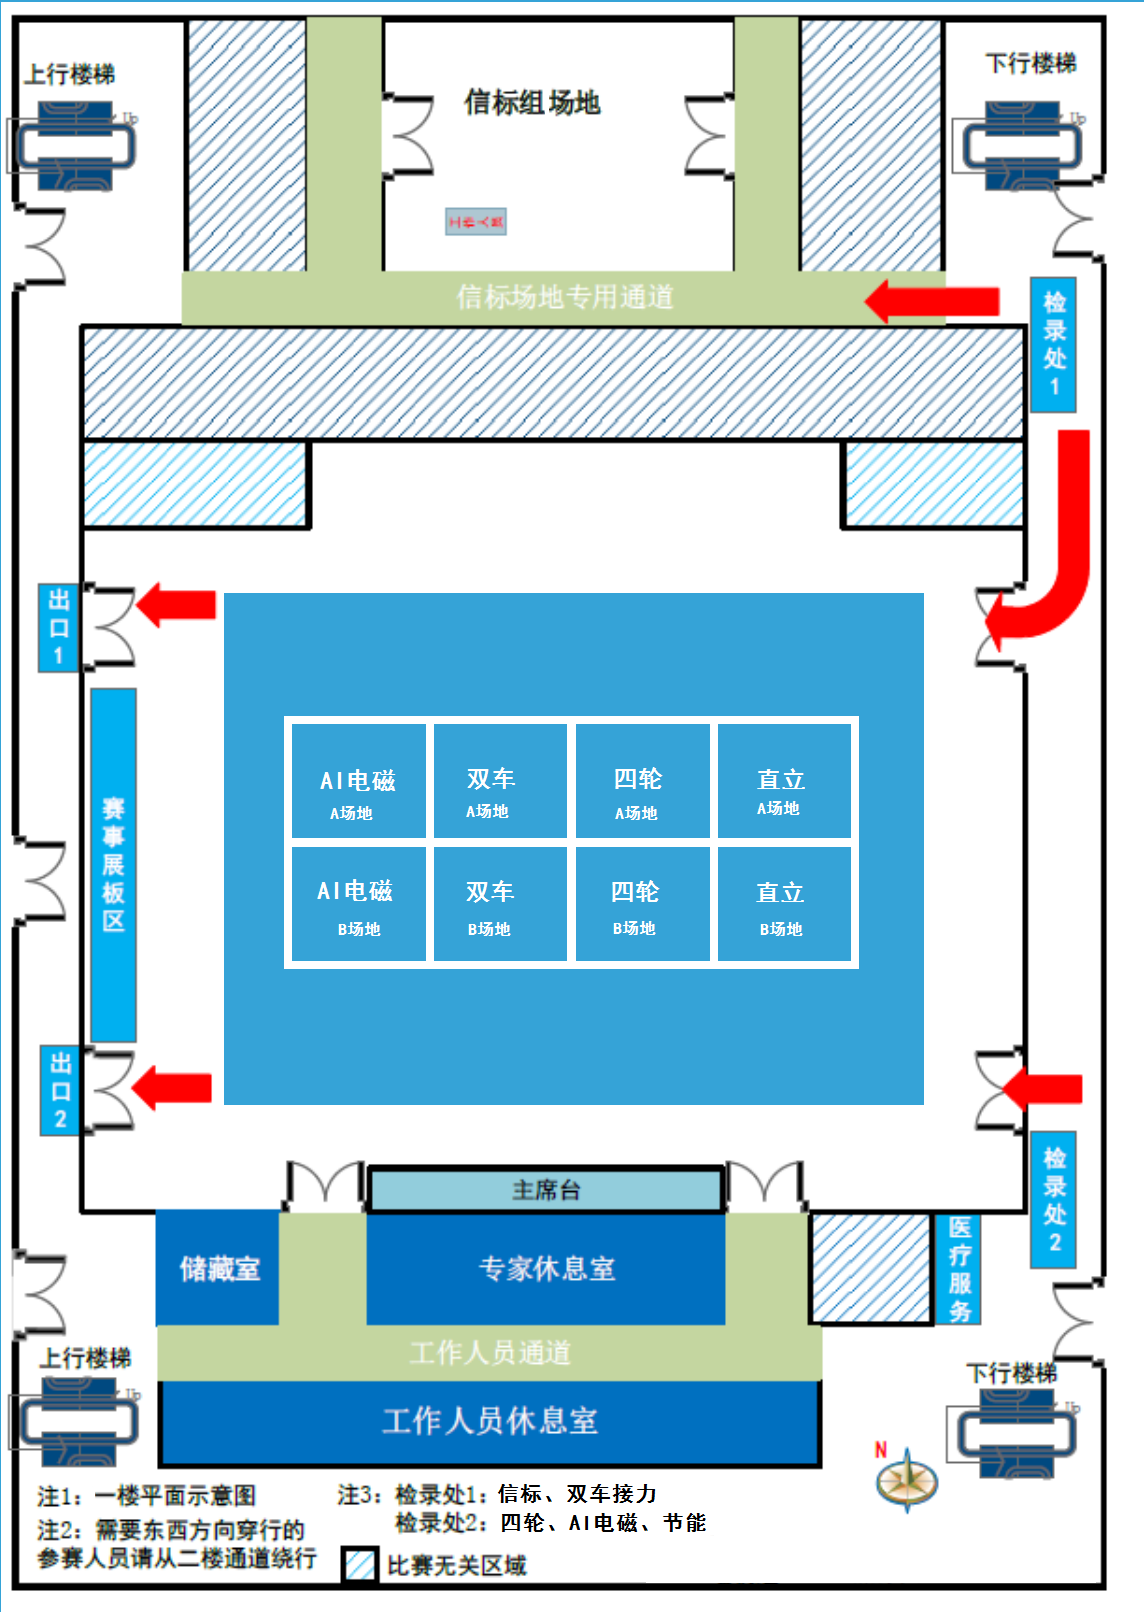 上行楼梯
下行楼梯
Up
Up
信标组场地
工作人员
信标场地专用通道
检录处1
出口1
赛事展板区
AI电磁
A场地
双车
A场地
四轮
A场地
直立
A场地
AI电磁
B场地
双车
B场地
四轮
B场地
直立
B场地
出口2
检录处2
主席台
储藏室
专家休息室
医疗服务
工作人员通道
上行楼梯
下行楼梯
Up
Up
工作人员休息室
N
注1：一楼平面示意图
注2：需要东西方向穿行的
参赛人员请从二楼通道绕行
注3：检录处1：信标、双车接力
检录处2：四轮、AI电磁、节能
比赛无关区域